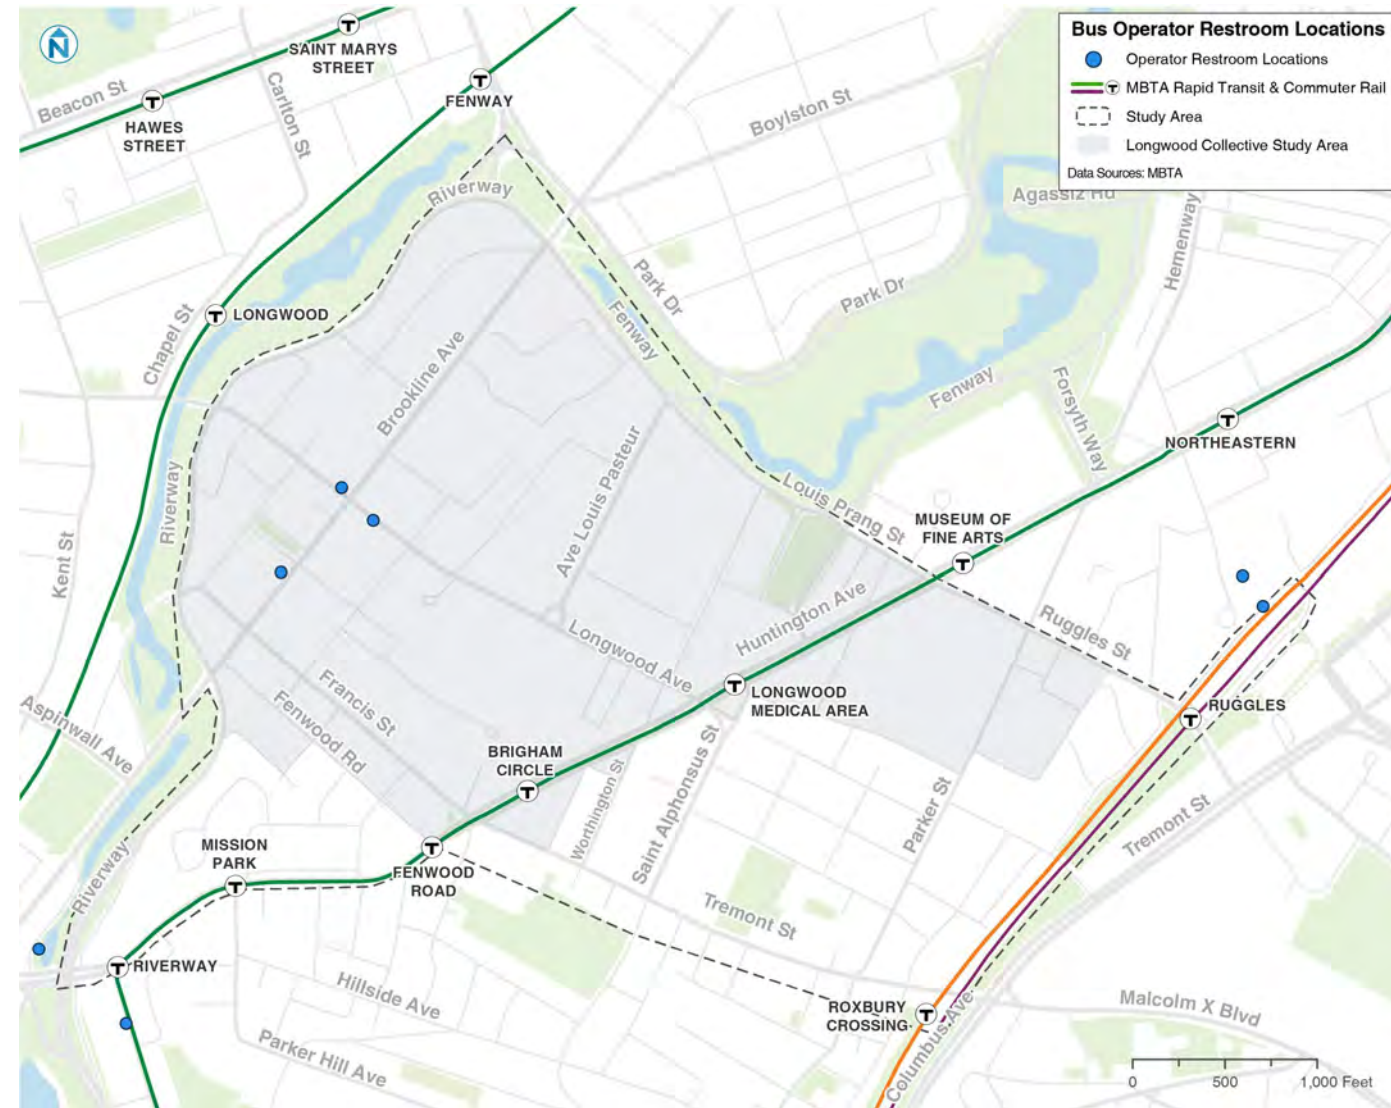 N
Bus Operator Restroom Locations
Operator Restroom Locations
T MBTA Rapid Transit & Commuter Rail
Study Area
Longwood Collective Study Area
Data Sources: MBTA
T
SAINT MARYS
STREET
T
FENWAY
Beacon St
T
HAWES
STREET
Carlton St
Boylston St
Agassiz Rd
Riverway
Hemenway
Park Dr
Park Dr
Fenway
T LONGWOOD
Chapel St
Brookline Ave
Fenway
Forsyth Way
T
NORTHEASTERN
Ave Louis Pasteur
Louis Prang St
Riverway
Kent St
MUSEUM OF
FINE ARTS
T
Huntington Ave
Ruggles St
Longwood Ave
T
LONGWOOD
MEDICAL AREA
T
RUGGLES
Francis St
Fenwood Rd
Aspinwall Ave
BRIGHAM
CIRCLE
T
Worthington St
Saint Alphonsus St
Parker St
Tremont St
MISSION
PARK
T
T
FENWOOD
ROAD
Riverway
Tremont St
T RIVERWAY
Hillside Ave
Parker Hill Ave
ROXBURY
CROSSING
T
Columbus Ave
Malcolm X Blvd
0 500 1,000 Feet